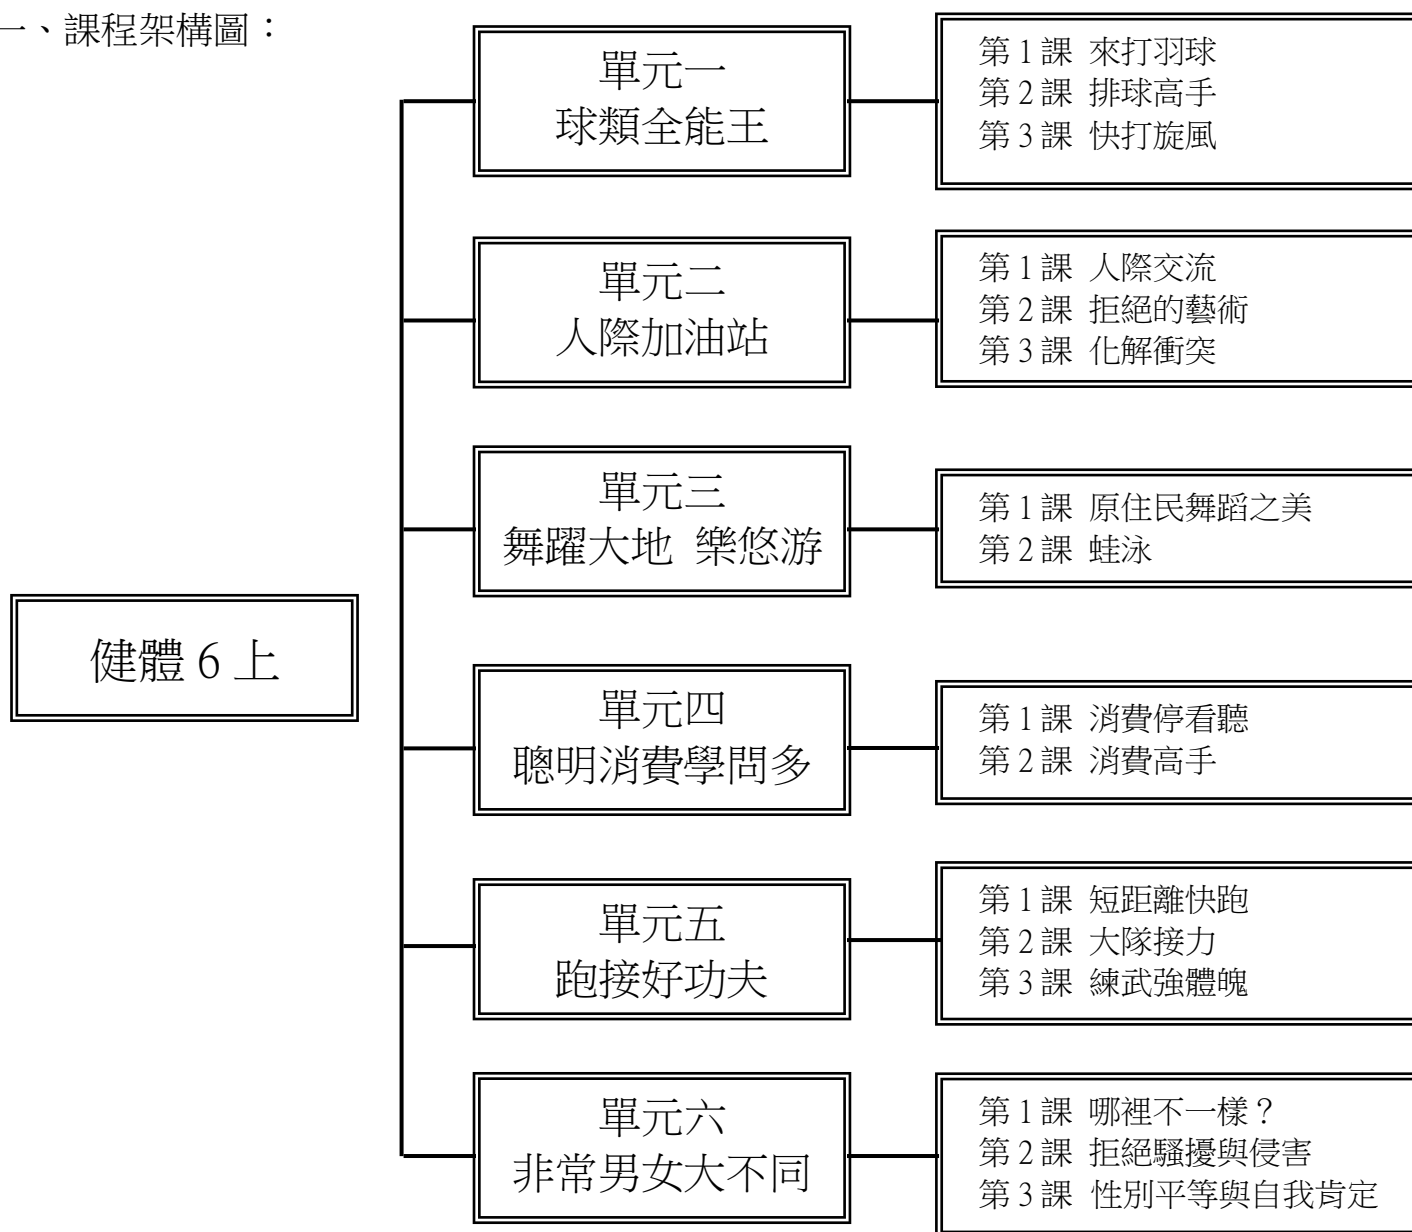 一、課程架構圖：
健體 6 上
單元一
球類全能王
第 1 課 來打羽球
第 2 課 排球高手
第 3 課 快打旋風
單元二
人際加油站
第 1 課 人際交流
第 2 課 拒絕的藝術
第 3 課 化解衝突
單元三
舞躍大地 樂悠游
第 1 課 原住民舞蹈之美
第 2 課 蛙泳
單元四
聰明消費學問多
第 1 課 消費停看聽
第 2 課 消費高手
單元五
跑接好功夫
第 1 課 短距離快跑
第 2 課 大隊接力
第 3 課 練武強體魄
單元六
非常男女大不同
第 1 課 哪裡不一樣？
第 2 課 拒絕騷擾與侵害
第 3 課 性別平等與自我肯定